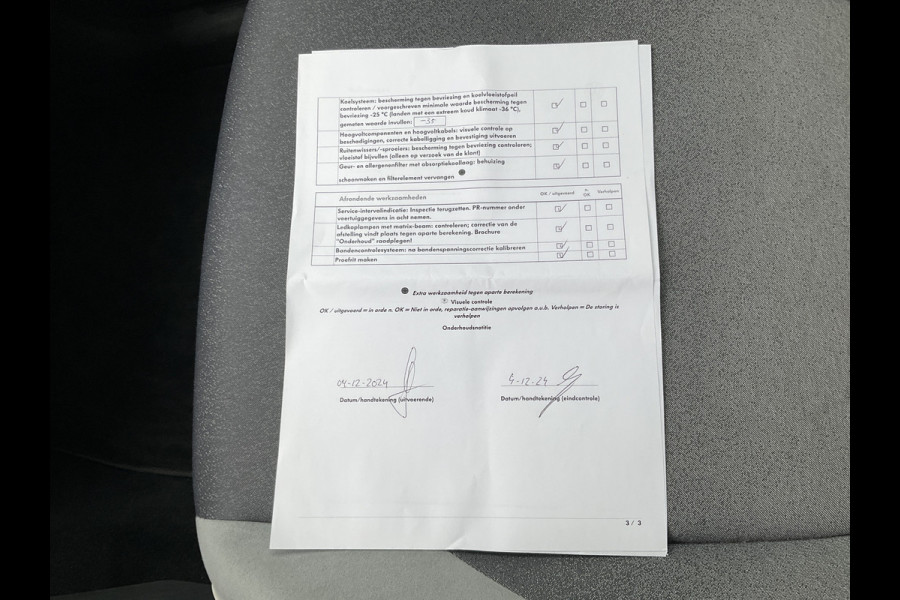 Koelsysteem: bescherming tegen bevriezing en koelvloeistofpeil
controleren / voorgeschreven minimale waarde bescherming tegen
bevriezing -25 °C (landen met een extreem koud klimaat -36 °C),
gemeten waarde invullen: -35
Hoogvoltcomponenten en hoogvoltkabels: visuele controle op
beschadigingen, correcte kabelligging en bevestiging uitvoeren
Ruitenwissers/-sproeiers: bescherming tegen bevriezing controleren;
vloeistof bijvullen (alleen op verzoek van de klant)
Geur- en allergenenfilter met absorptiekoollaag: behuizing
schoonmaken en filterelement vervangen
Afrondende werkzaamheden OK / uitgevoerd n. OK Verholpen
Service-intervalindicatie: Inspectie terugzetten. PR-nummer onder
voertuiggegevens in acht nemen.
Ledkoplampen met matrix-beam: controleren; correctie van de
afstelling vindt plaats tegen aparte berekening. Brochure
"Onderhoud" raadplegen!
Bandencontrolesysteem: na bandenspanningscorrectie kalibreren
Proefrit maken
Extra werkzaamheid tegen aparte berekening
Visuele controle
OK / uitgevoerd = in orde n. OK = Niet in orde, reparatie-aanwijzingen opvolgen a.u.b. Verholpen = De storing is
verholpen
Onderhoudsnotitie
04-12-2024 4-12-24
Datum/handtekening (uitvoerende) Datum/handtekening (eindcontrole)
3 / 3